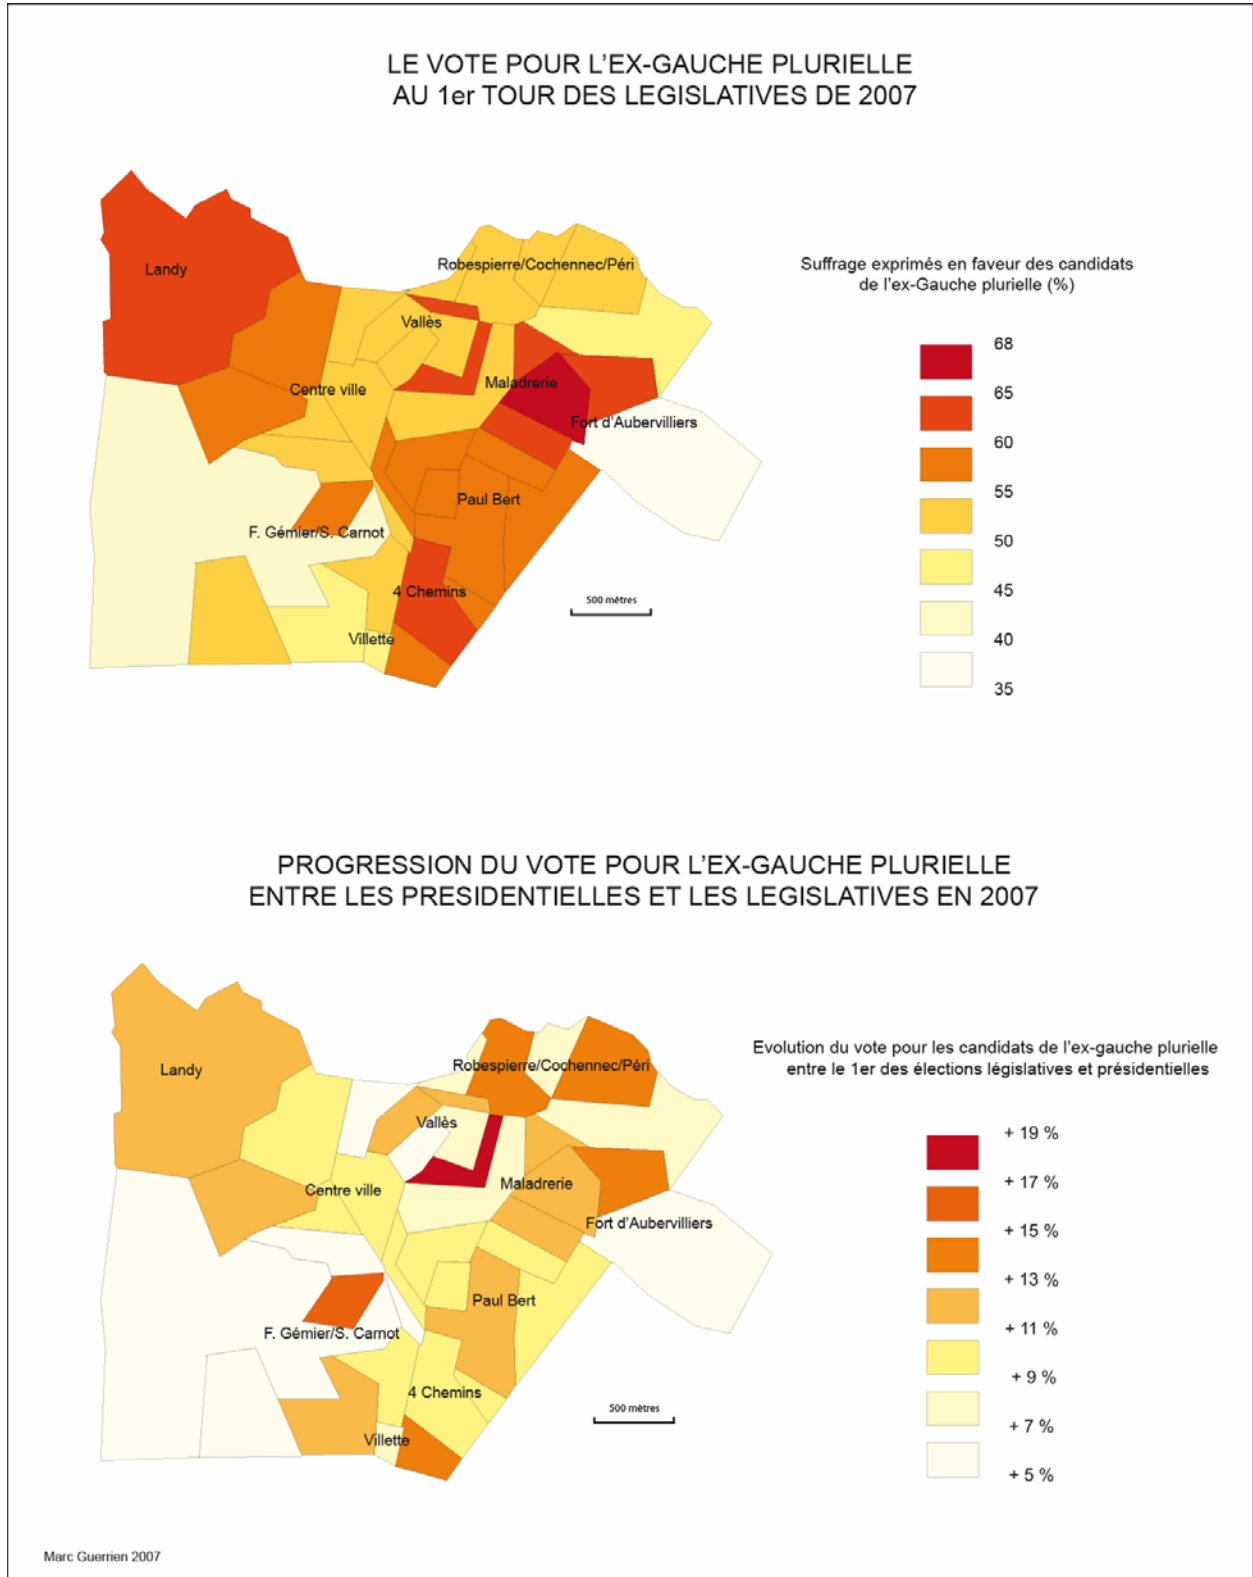 LE VOTE POUR L'EX-GAUCHE PLURIELLE
AU 1er TOUR DES LEGISLATIVES DE 2007
Landy
Robespierre/Cochennec/Péri
Vallès
Centre ville
Maladrerie
Fort d'Aubervilliers
Paul Bert
F. Gémier/S. Carnot
4 Chemins
Villette
500 mètres
Suffrage exprimés en faveur des candidats
de l'ex-Gauche plurielle (%)
68
65
60
55
50
45
40
35
PROGRESSION DU VOTE POUR L'EX-GAUCHE PLURIELLE
ENTRE LES PRESIDENTIELLES ET LES LEGISLATIVES EN 2007
Landy
Robespierre/Cochennec/Péri
Vallès
Centre ville
Maladrerie
Fort d'Aubervilliers
Paul Bert
F. Gémier/S. Carnot
4 Chemins
Villette
500 mètres
Evolution du vote pour les candidats de l'ex-gauche plurielle
entre le 1er des élections législatives et présidentielles
+ 19 %
+ 17 %
+ 15 %
+ 13 %
+ 11 %
+ 9 %
+ 7 %
+ 5 %
Marc Guerrien 2007